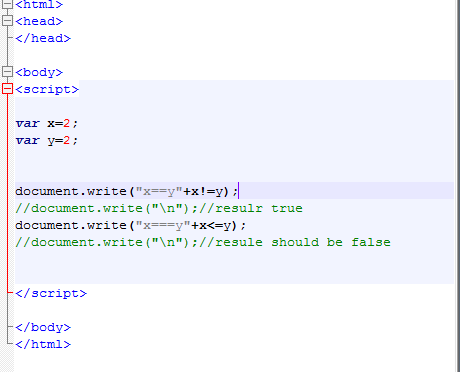 <html>
<head>
</head>
<body>
<script>
var x=2;
var y=2;
document.write("x==y"+x!=y);
//document.write("\n");//resulr true
document.write("x===y"+x<=y);
//document.write("\n");//resule should be false
</script>
</body>
</html>